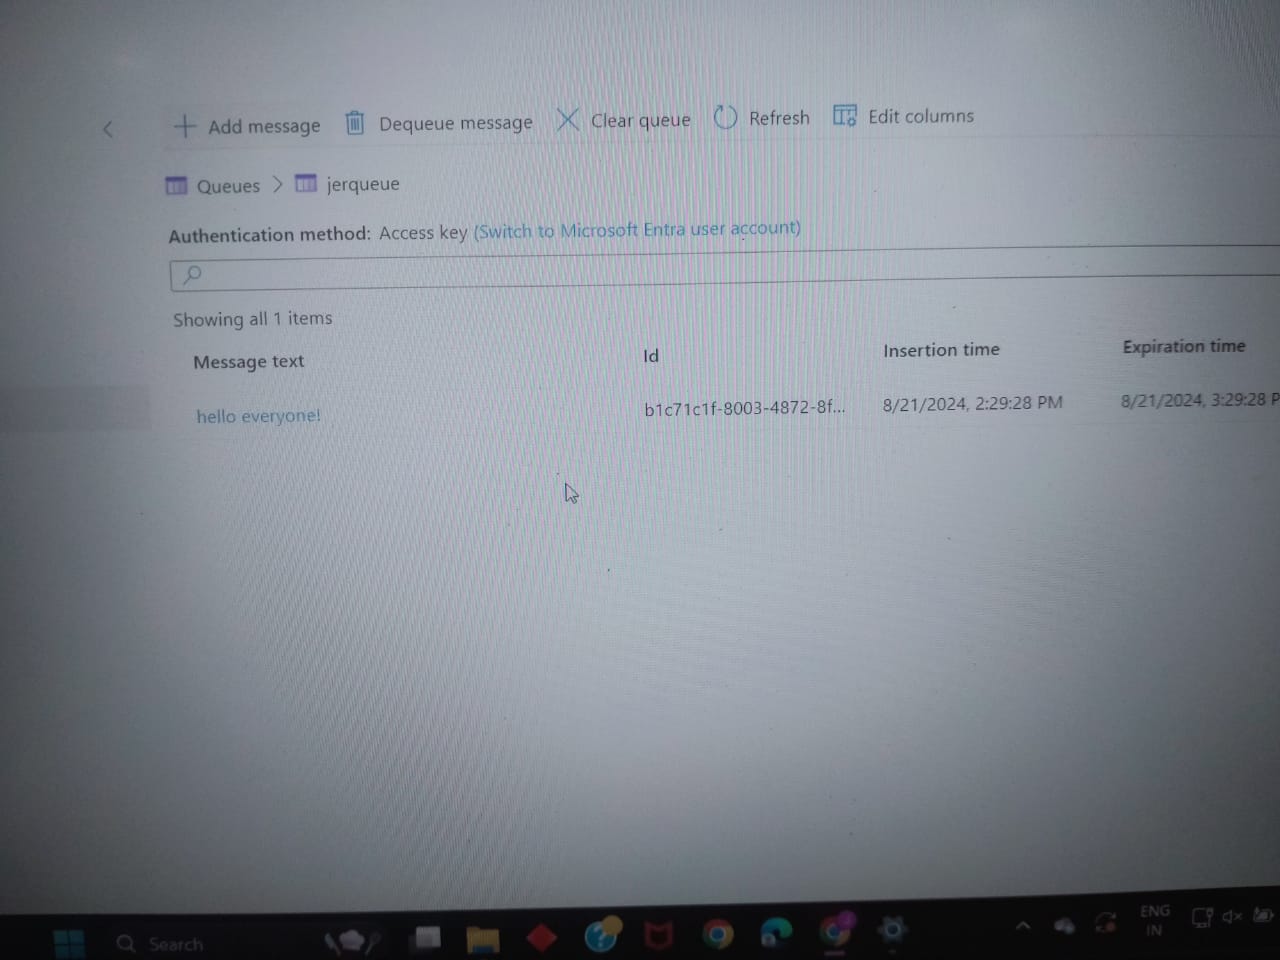 Add message Dequeue message Clear queue Refresh Edit columns
Queues > jerqueue
Authentication method: Access key (Switch to Microsoft Entra user account)
Showing all 1 items
Message text Id Insertion time Expiration time
hello everyone! b1c71c1f-8003-4872-8f... 8/21/2024, 2:29:28 PM 8/21/2024, 3:29:28 P
Search ENG
IN